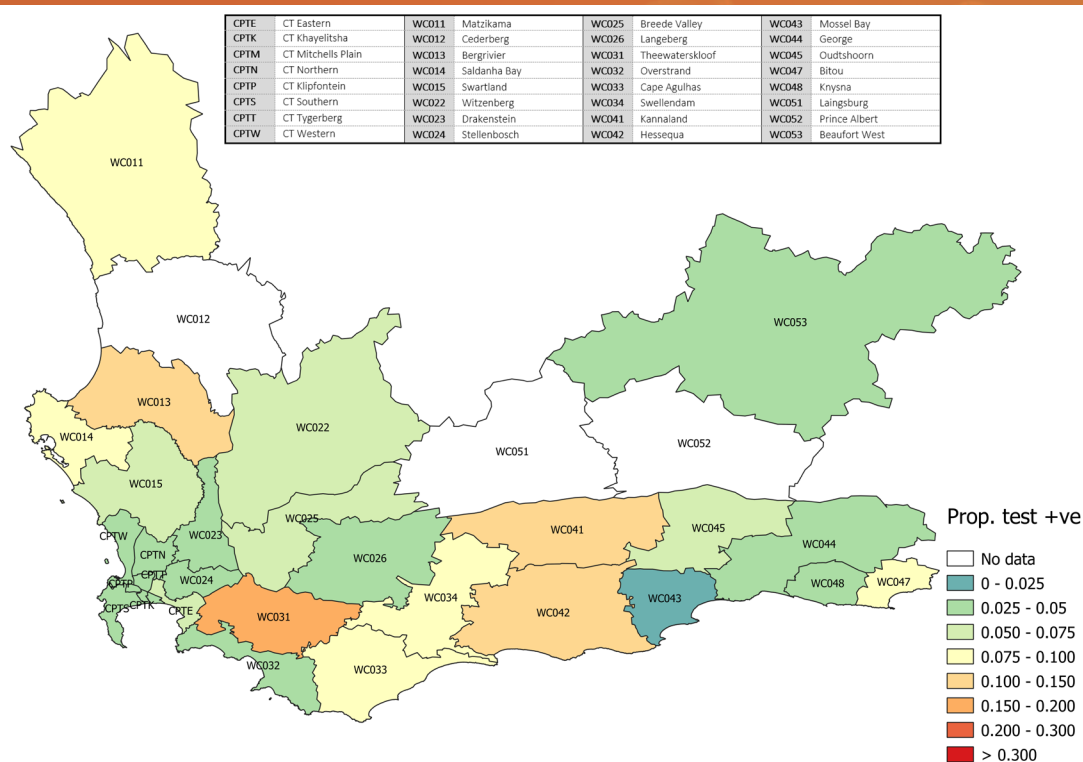 CPTE CT Eastern WC011 Matzikama WC025 Breede Valley WC043 Mossel Bay
CPTK CT Khayelitsha WC012 Cederberg WC026 Langeberg WC044 George
CPTM CT Mitchells Plain WC013 Bergrivier WC031 Theewaterskloof WC045 Oudtshoorn
CPTN CT Northern WC014 Saldanha Bay WC032 Overstrand WC047 Bitou
CPTP CT Klipfontein WC015 Swartland WC033 Cape Agulhas WC048 Knysna
CPTS CT Southern WC022 Witzenberg WC034 Swellendam WC051 Laingsburg
CPTT CT Tygerberg WC023 Drakenstein WC041 Kannaland WC052 Prince Albert
CPTW CT Western WC024 Stellenbosch WC042 Hessequa WC053 Beaufort West
WC011
WC012
WC053
WC013
WC022
WC014
WC052
WC051
WC015
WC025
WC045
WC041
CPTW
WC023
WC044
CPTN
WC026
WC024
WC048
WC047
WC034
WC043
CPTK
CPTS
CPTE
WC031
WC042
WC032
WC033
Prop. test +ve
No data
0 - 0.025
0.025 - 0.05
0.050 - 0.075
0.075 - 0.100
0.100 - 0.150
0.150 - 0.200
0.200 - 0.300
> 0.300